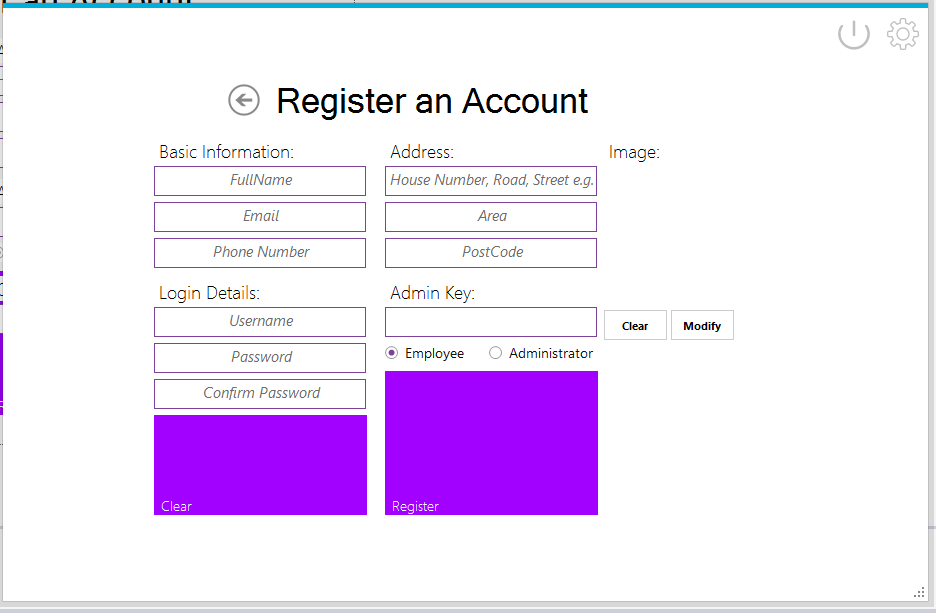 Register an Account
Basic Information:
Address:
Image:
FullName
House Number, Road, Street e.g.
Email
Area
Phone Number
PostCode
Login Details:
Admin Key:
Username
Clear
Modify
Password
Employee
Administrator
Confirm Password
Clear
Register